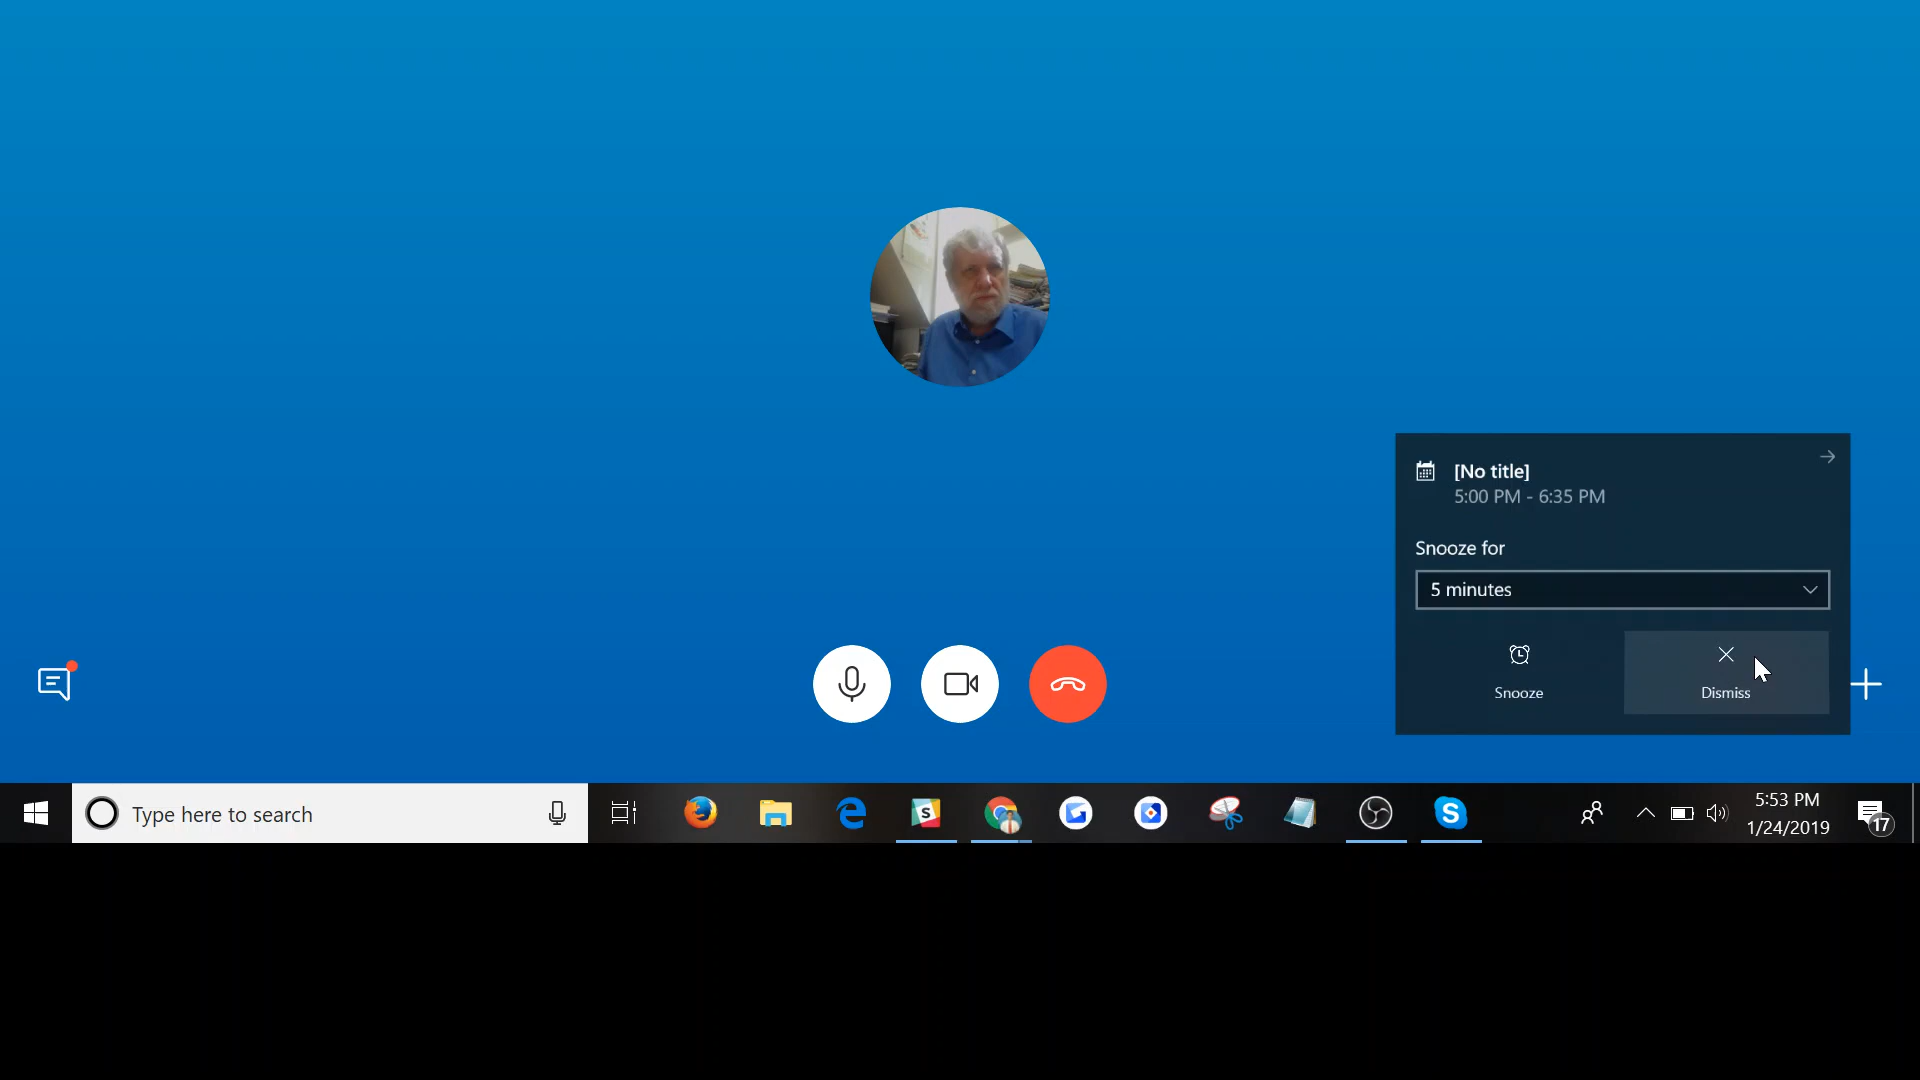 [No title]
5:00 PM - 6:35 PM
Snooze for
5 minutes
Snooze
Dismiss
Type here to search
5:53 PM
1/24/2019
17